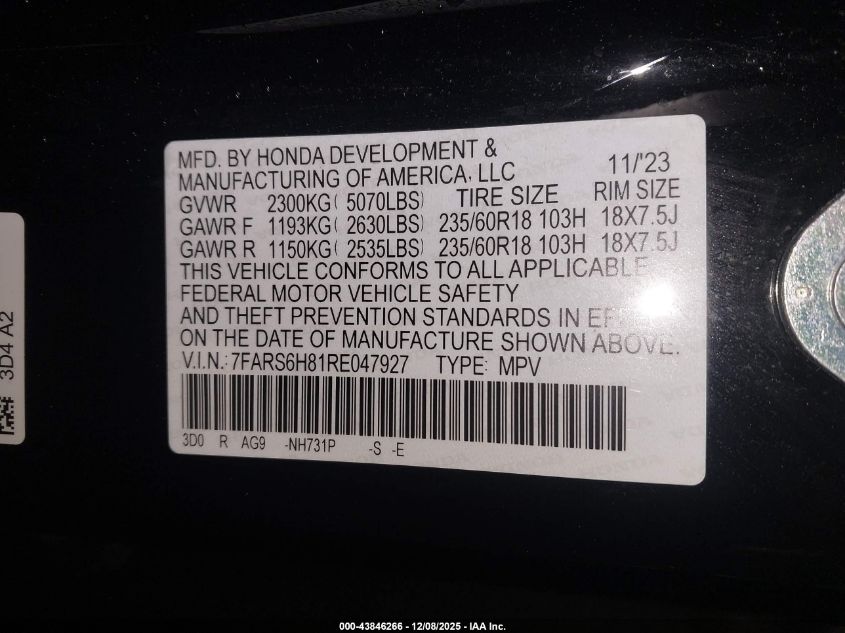 MFD. BY HONDA DEVELOPMENT &
MANUFACTURING OF AMERICA, LLC 11/'23
GVWR 2300KG( 5070LBS) TIRE SIZE RIM SIZE
GAWR F 1193KG( 2630LBS) 235/60R18 103H 18X7.5J
GAWR R 1150KG( 2535LBS) 235/60R18 103H 18X7.5J
THIS VEHICLE CONFORMS TO ALL APPLICABLE
FEDERAL MOTOR VEHICLE SAFETY
AND THEFT PREVENTION STANDARDS IN
ON THE DATE OF MANUFACTURE SHOWN ABOVE.
V.I.N.: 7FARS6H81RE047927 TYPE: MPV
3D0 R AG9 -NH731P -S -E
3D4 A2
000-43846266 - 12/08/2025 - IAA Inc.